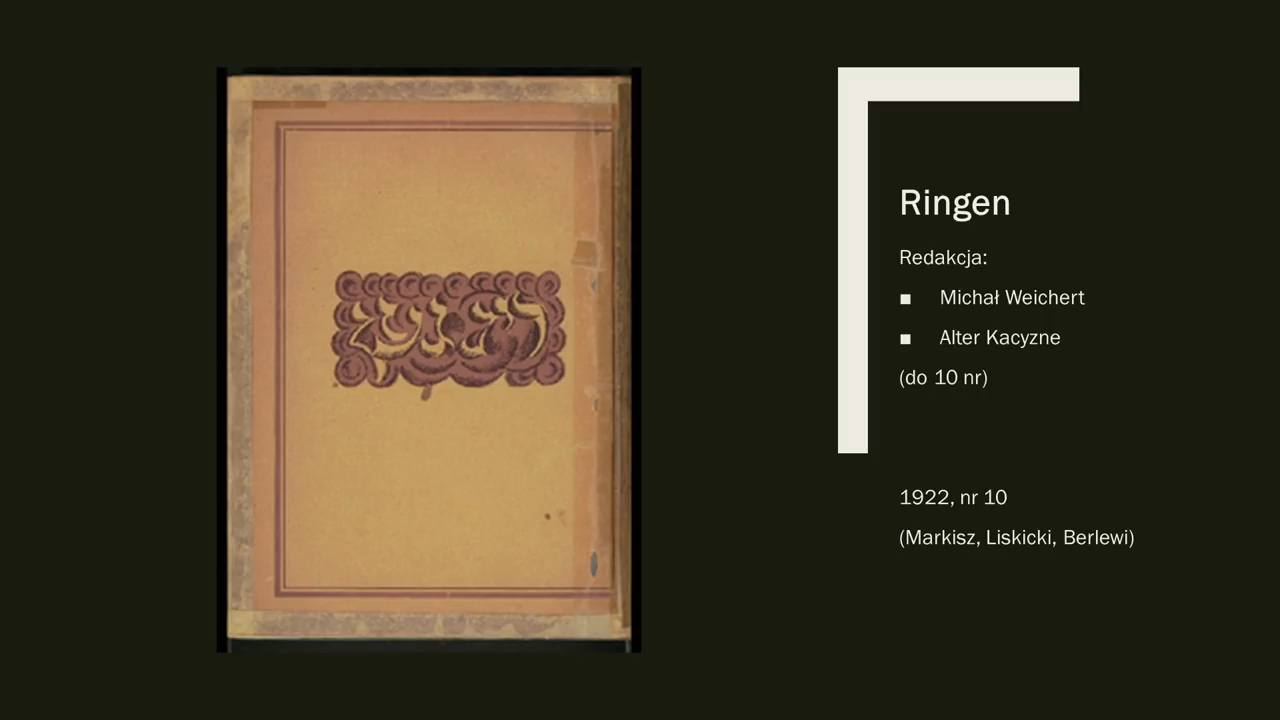 Ringen
Redakcja:
▪ Michał Weichert
▪ Alter Kacyzne
(do 10 nr)
1922, nr 10
(Markisz, Liskicki, Berlewi)